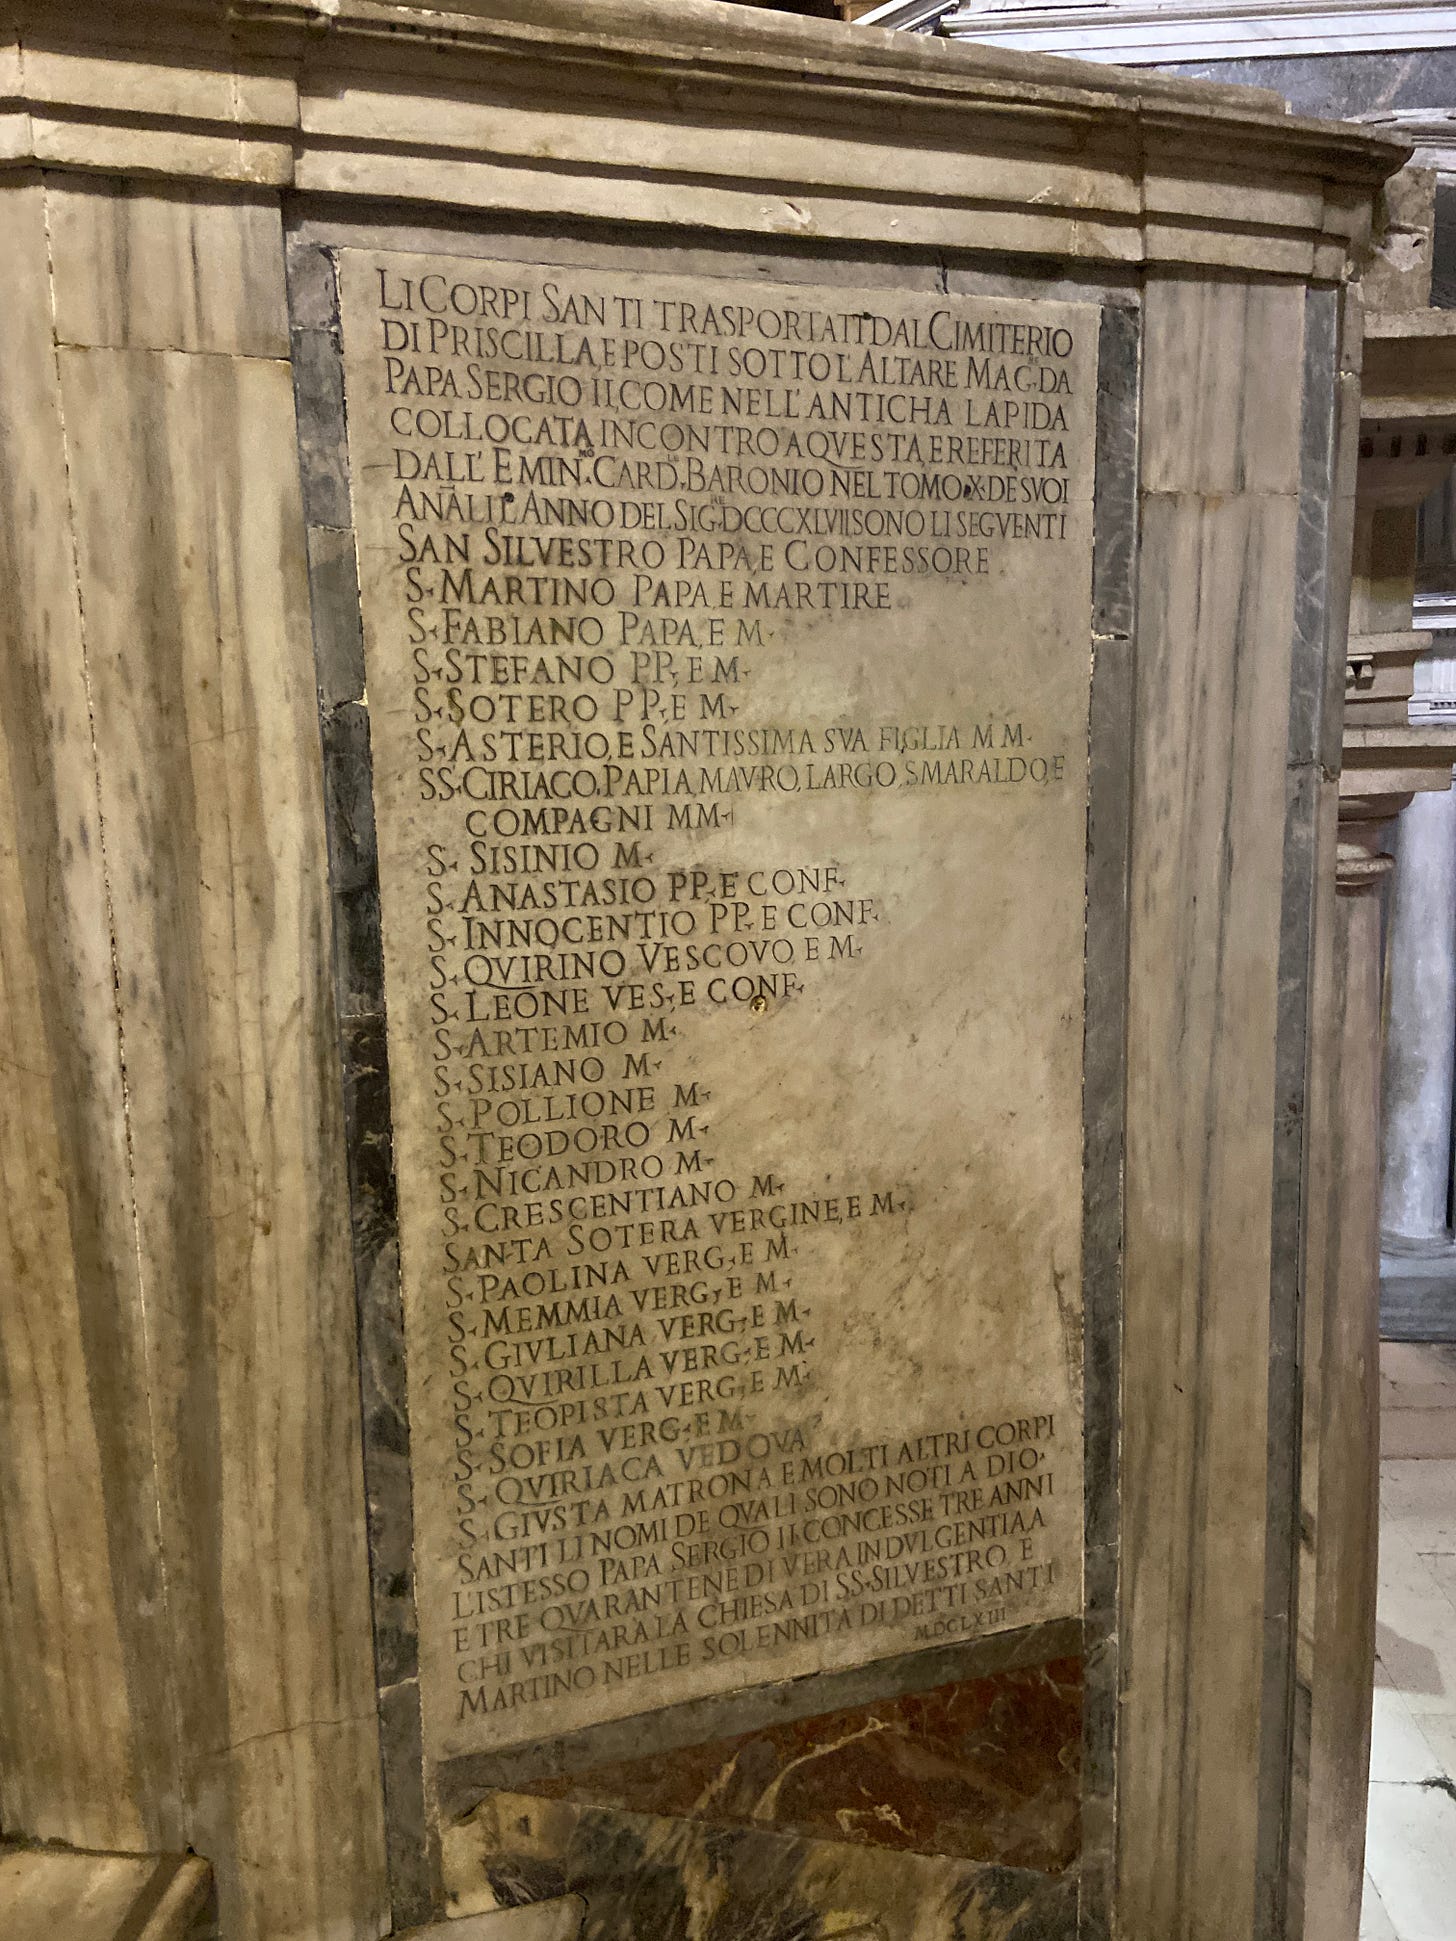 LI CORPI SANTI TRASPORTATI DAL CIMITERIO
DI PRISCILLA, E POSTI SOTTO L'ALTARE MAG.RE DA
PAPA SERGIO II, COME NELL'ANTICHA LAPIDA
COLLOCATA INCONTRO A QVESTA, E REFERITA
DALL' EMIN.MO CARD.LE BARONIO NEL TOMO X. DE SVOI
ANALI L'ANNO DEL SIG.RE DCCCXLVII SONO LI SEGVENTI
SAN SILVESTRO PAPA, E CONFESSORE
S. MARTINO PAPA, E MARTIRE
S. FABIANO PAPA, E M.
S. STEFANO PP, E M.
S. SOTERO PP, E M.
S. ASTERIO, E SANTISSIMA SVA FIGLIA MM.
SS. CIRIACO, PAPIA, MAVRO, LARGO, SMARALDO, E
COMPAGNI MM.
S. SISINIO M.
S. ANASTASIO PP, E CONF.
S. INNOCENTIO PP. E CONF.
S. QVIRINO VESCOVO, E M.
S. LEONE VES, E CONF.
S. ARTEMIO M.
S. SISIANO M.
S. POLLIONE M.
S. TEODORO M.
S. NICANDRO M.
S. CRESCENTIANO M.
SANTA SOTERA VERGINE, E M.
S. PAOLINA VERG, E M.
S. MEMMIA VERG, E M.
S. GIVLIANA VERG, E M.
S. QVIRILLA VERG, E M.
S. TEOPISTA VERG, E M.
S. SOFIA VERG, E M.
S. QVIRIACA VEDOVA
S. GIVSTA MATRONA E MOLTI ALTRI CORPI
SANTI LI NOMI DE QVALI SONO NOTI A DIO.
L'ISTESSO PAPA SERGIO II. CONCESSE TRE ANNI
E TRE QVARANTENE DI VERA INDVLGENTIA, A
CHI VISITARA LA CHIESA DI SS. SILVESTRO, E
MARTINO NELLE SOLENNITA DI DETTI SANTI
MDCLXIII